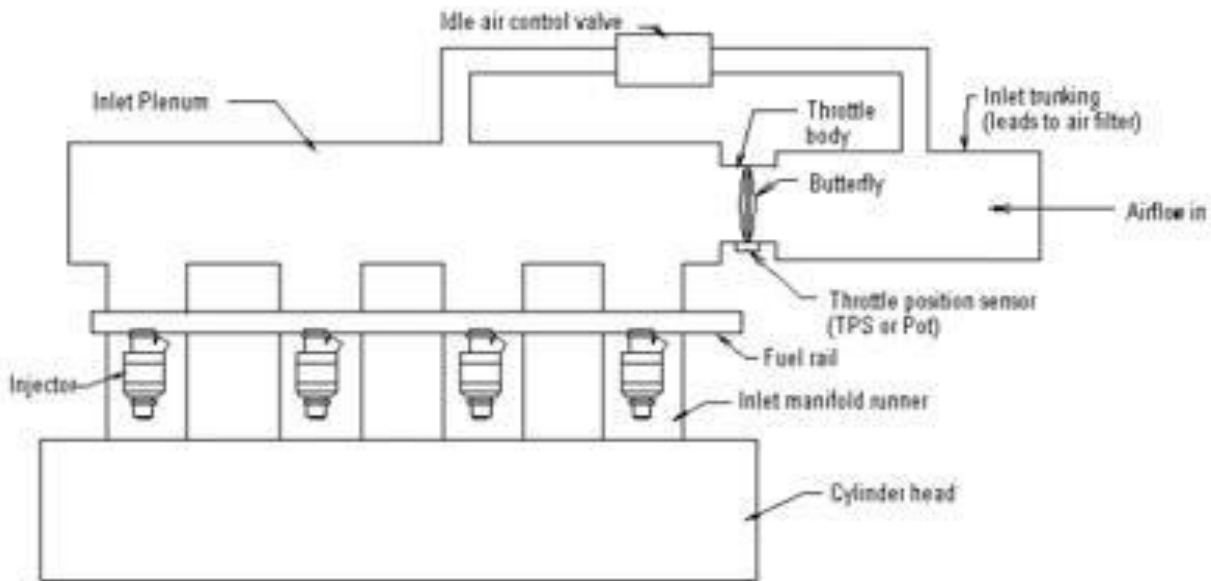 Idle air control valve
Inlet Plenum
Throttle
body
Inlet trunking
(leads to air filter)
Butterfly
Airflow in
Throttle position sensor
(TPS or Pot)
Fuel rail
Injector
Inlet manifold runner
Cylinder head